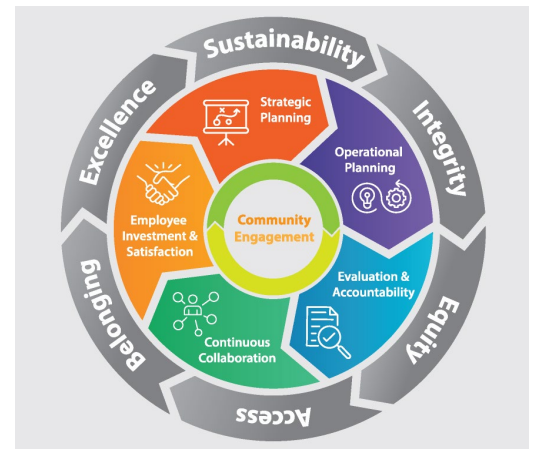 Sustainability
Integrity
Equity
Access
Belonging
Excellence
Strategic
Planning
Operational
Planning
Evaluation &
Accountability
Continuous
Collaboration
Employee
Investment &
Satisfaction
Community
Engagement